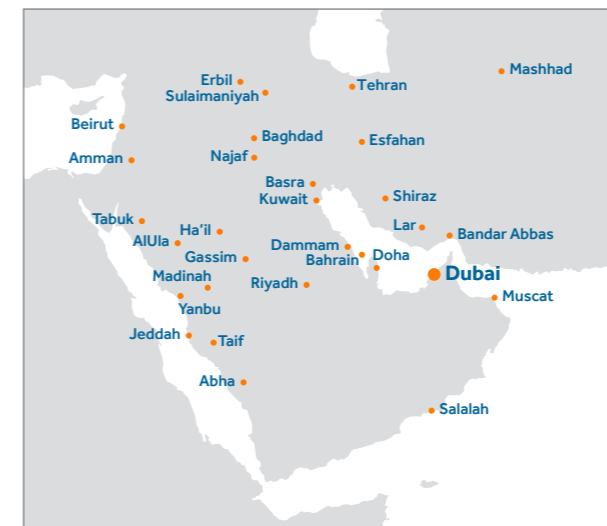 Mashhad
Erbil
Tehran
Sulaimaniyah
Beirut
Baghdad
Esfahan
Amman
Najaf
Basra
Kuwait
Shiraz
Tabuk
Ha'il
Lar
Bandar Abbas
AlUla
Dammam
Gassim
Bahrain
Doha
Dubai
Madinah
Riyadh
Muscat
Yanbu
Jeddah
Taif
Abha
Salalah